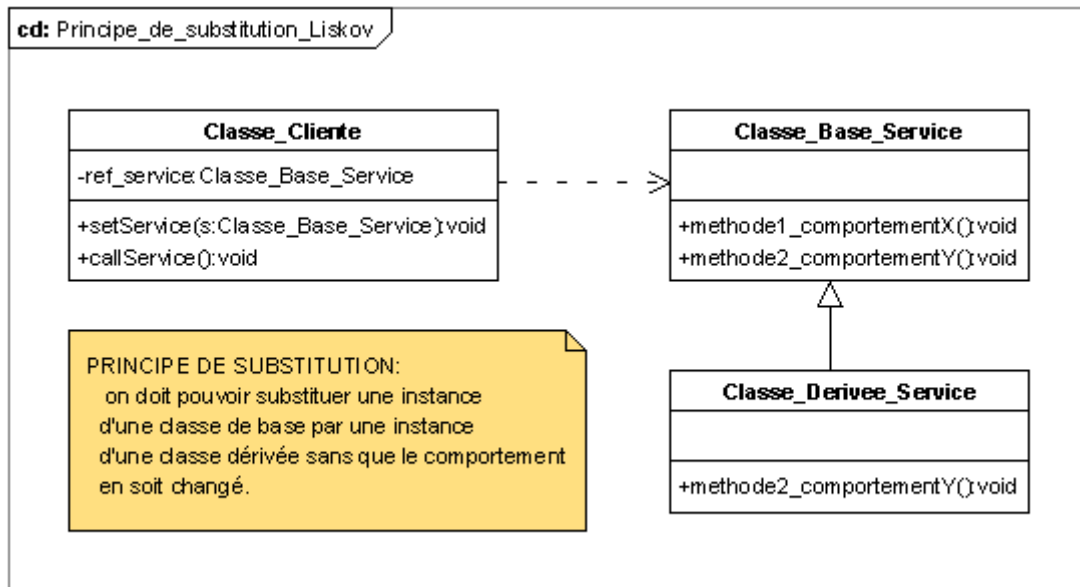 cd: Principe_de_substitution_Liskov
Classe_Cliente
-ref_service:Classe_Base_Service
+setService(s:Classe_Base_Service):void
+callService():void
Classe_Base_Service
+methode1_comportementX():void
+methode2_comportementY():void
PRINCIPE DE SUBSTITUTION:
on doit pouvoir substituer une instance
d'une classe de base par une instance
d'une classe dérivée sans que le comportement
en soit changé.
Classe_Derivee_Service
+methode2_comportementY():void